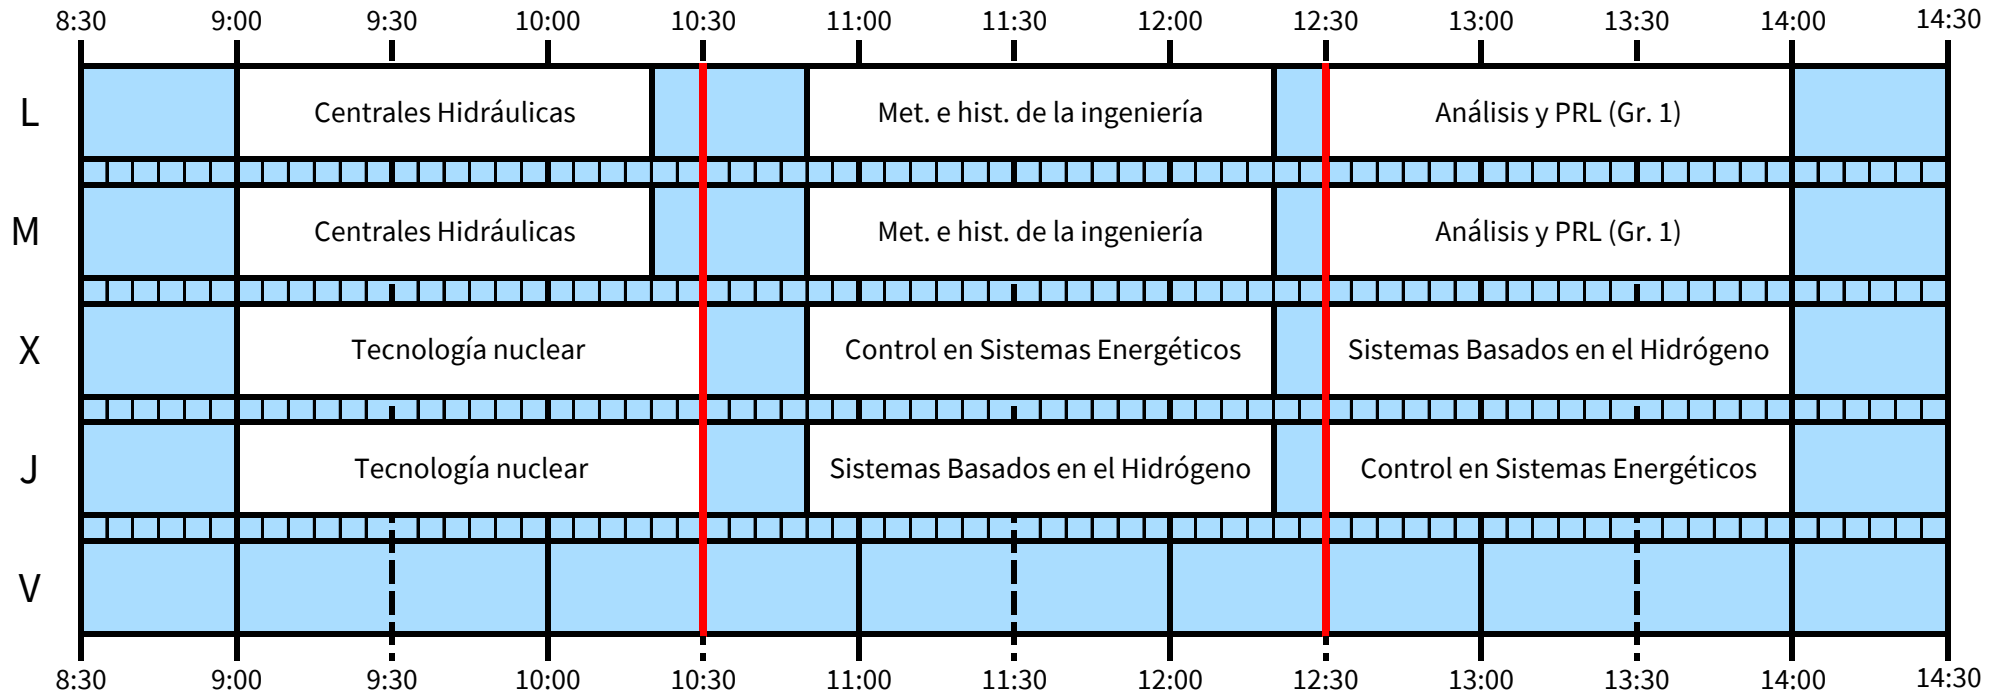 8:30 9:00 9:30 10:00 10:30 11:00 11:30 12:00 12:30 13:00 13:30 14:00 14:30
L Centrales Hidráulicas Met. e hist. de la ingeniería Análisis y PRL (Gr. 1)
M Centrales Hidráulicas Met. e hist. de la ingeniería Análisis y PRL (Gr. 1)
X Tecnología nuclear Control en Sistemas Energéticos Sistemas Basados en el Hidrógeno
J Tecnología nuclear Sistemas Basados en el Hidrógeno Control en Sistemas Energéticos
V
8:30 9:00 9:30 10:00 10:30 11:00 11:30 12:00 12:30 13:00 13:30 14:00 14:30